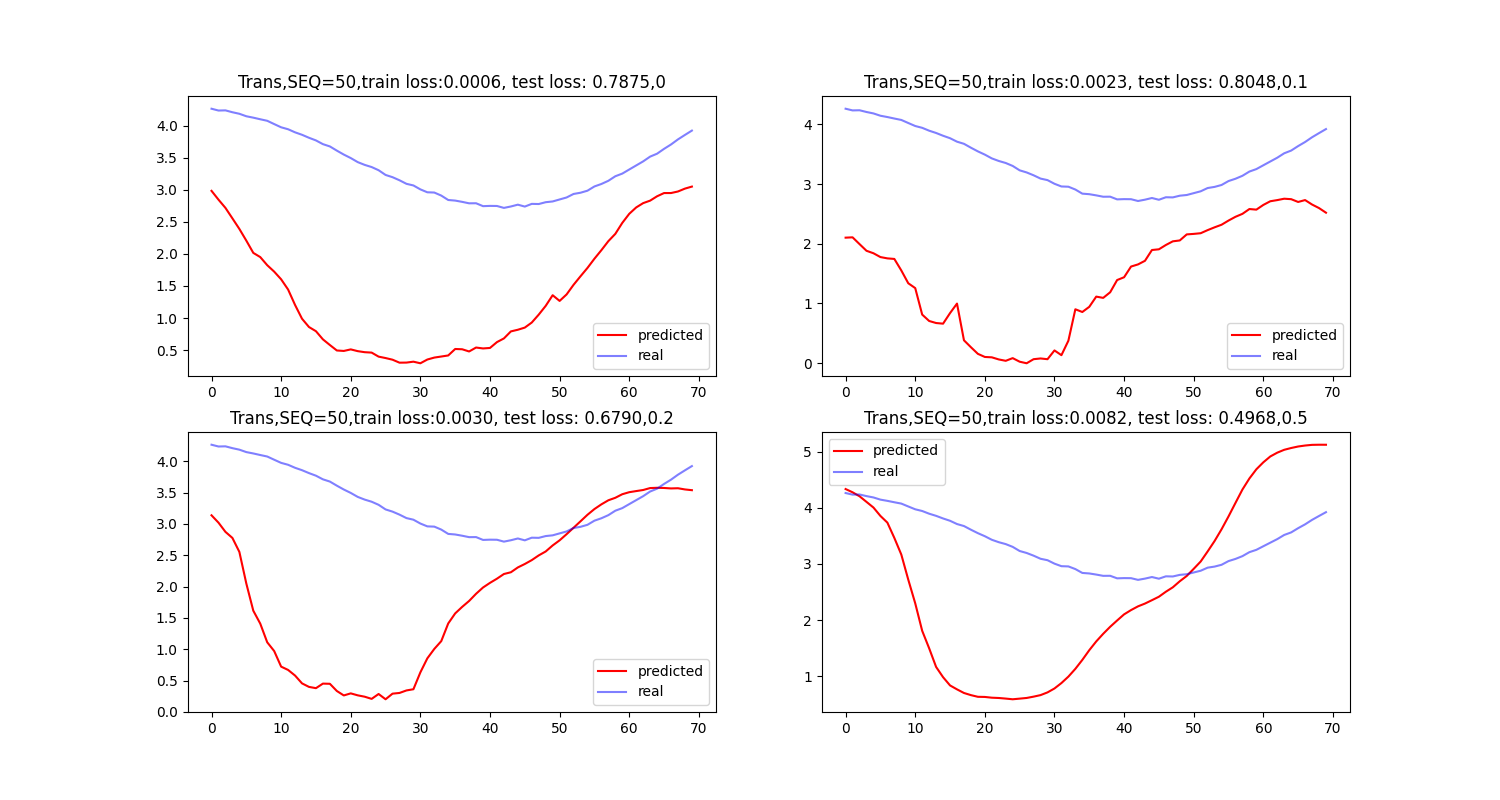 Trans,SEQ=50,train loss:0.0006, test loss: 0.7875,0
4.0
3.5
3.0
2.5
2.0
1.5
1.0
0.5
predicted
real
0 10 20 30 40 50 60 70
Trans,SEQ=50,train loss:0.0023, test loss: 0.8048,0.1
4
3
2
1
0
predicted
real
0 10 20 30 40 50 60 70
Trans,SEQ=50,train loss:0.0030, test loss: 0.6790,0.2
4.0
3.5
3.0
2.5
2.0
1.5
1.0
0.5
0.0
predicted
real
0 10 20 30 40 50 60 70
Trans,SEQ=50,train loss:0.0082, test loss: 0.4968,0.5
predicted
real
5
4
3
2
1
0 10 20 30 40 50 60 70